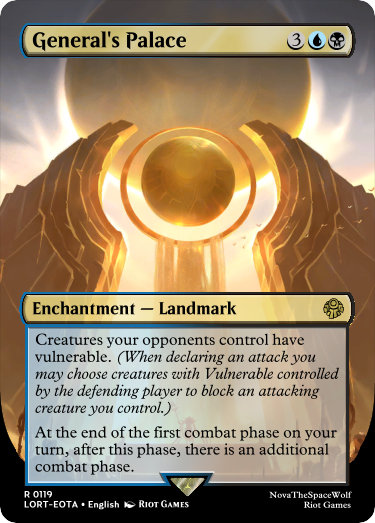 General's Palace 3
Enchantment — Landmark
Creatures your opponents control have
vulnerable. (When declaring an attack you
may choose creatures with Vulnerable controlled
by the defending player to block an attacking
creature you control.)
At the end of the first combat phase on your
turn, after this phase, there is an additional
combat phase.
R 0119
LORT-EOTA • English RIOT GAMES
NovaTheSpaceWolf
Riot Games